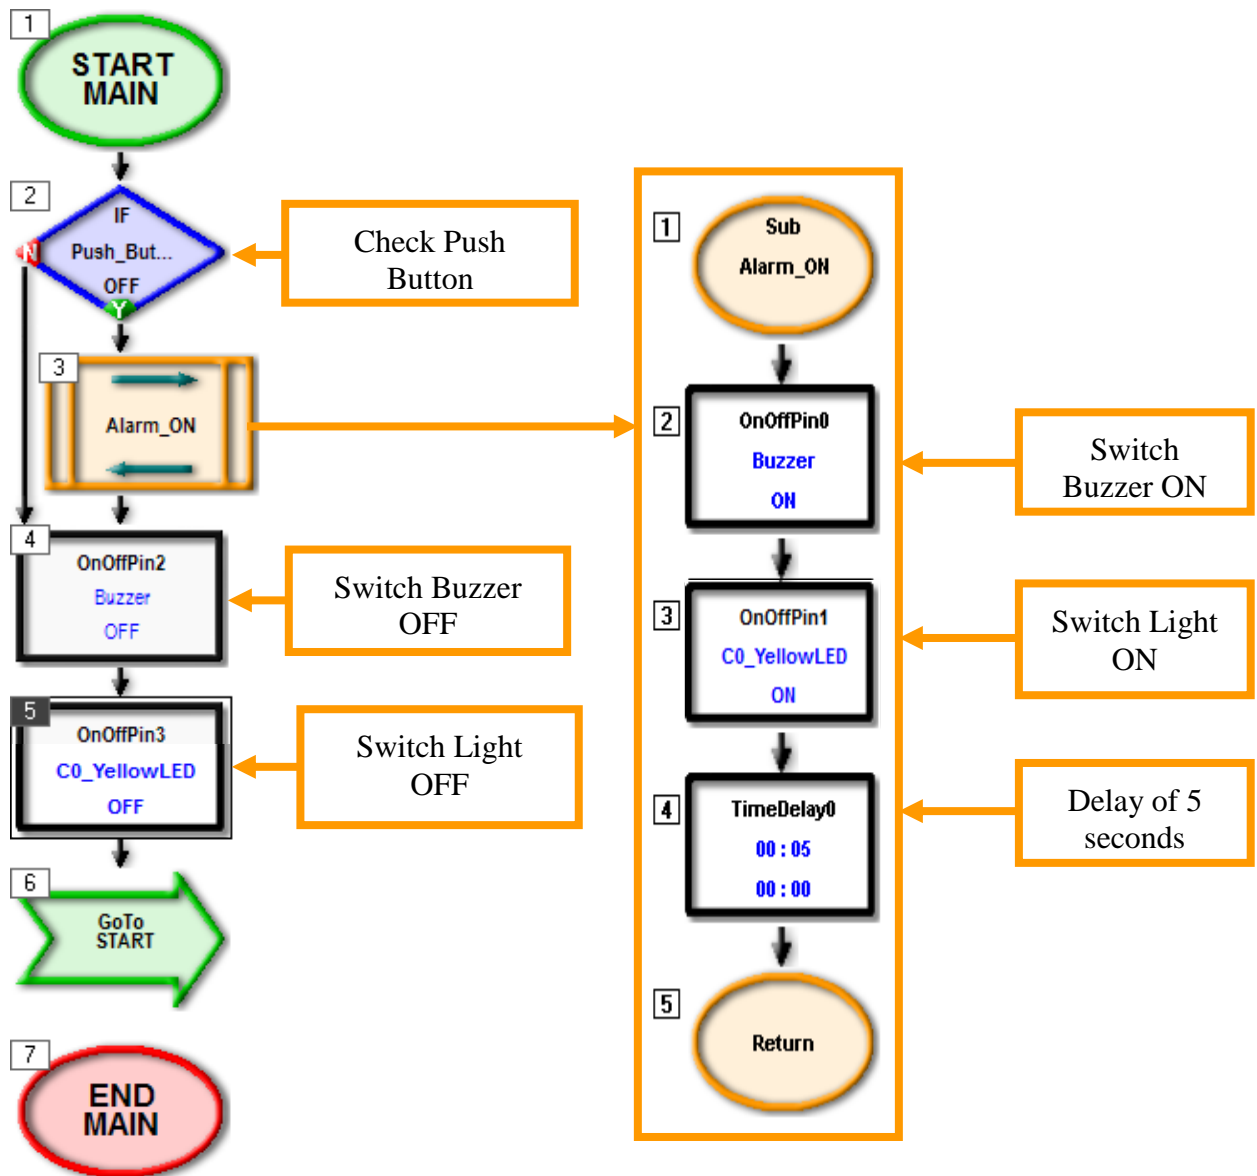 1
START
MAIN
2
IF
Push_But...
OFF
N
Y
Check Push
Button
3
Alarm_ON
4
OnOffPin2
Buzzer
OFF
Switch Buzzer
OFF
5
OnOffPin3
C0_YellowLED
OFF
Switch Light
OFF
6
GoTo
START
7
END
MAIN
1
Sub
Alarm_ON
2
OnOffPin0
Buzzer
ON
Switch
Buzzer ON
3
OnOffPin1
C0_YellowLED
ON
Switch Light
ON
4
TimeDelay0
00 : 05
00 : 00
Delay of 5
seconds
5
Return